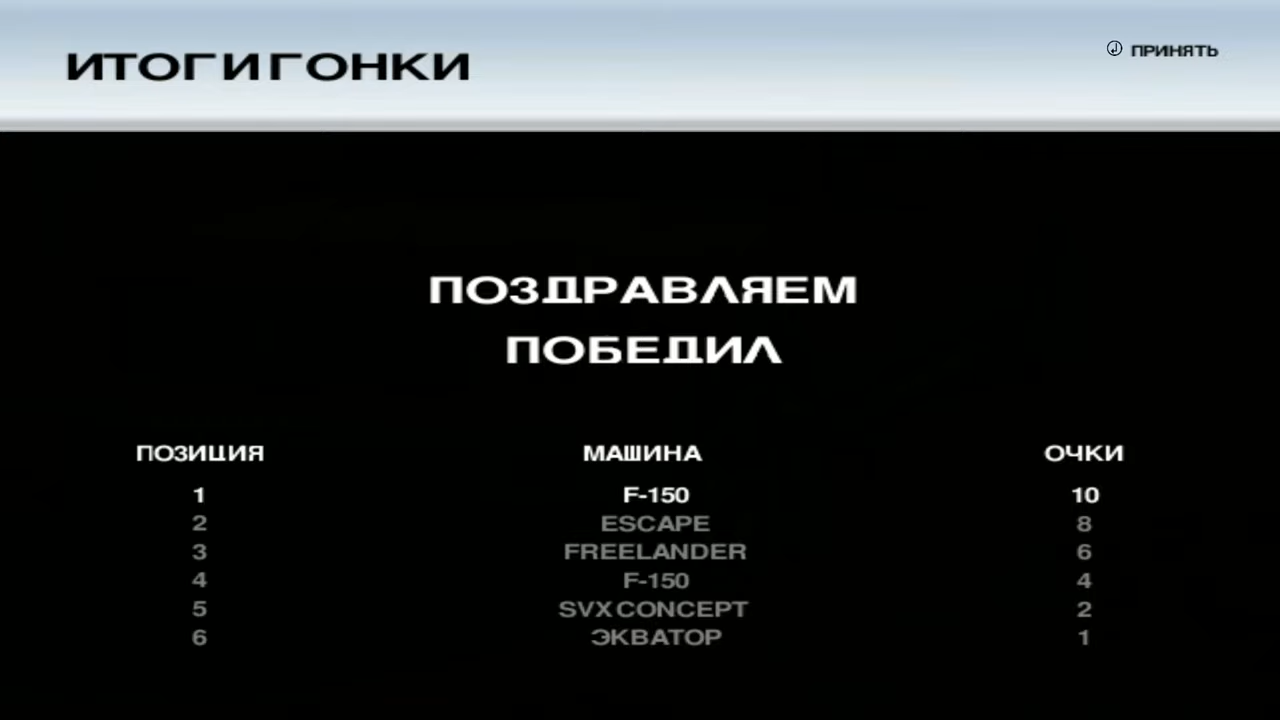 ИТОГИ ГОНКИ
ПРИНЯТЬ
ПОЗДРАВЛЯЕМ
ПОБЕДИЛ
ПОЗИЦИЯ МАШИНА ОЧКИ
1 F-150 10
2 ESCAPE 8
3 FREELANDER 6
4 F-150 4
5 SVX CONCEPT 2
6 ЭКВАТОР 1